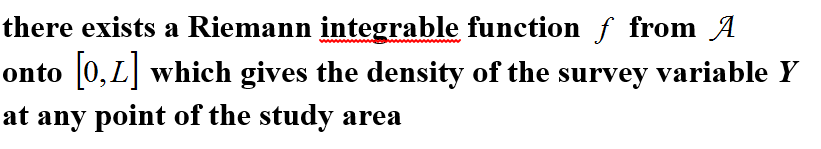 there exists a Riemann integrable function f from 𝒜
onto [0, L] which gives the density of the survey variable Y
at any point of the study area